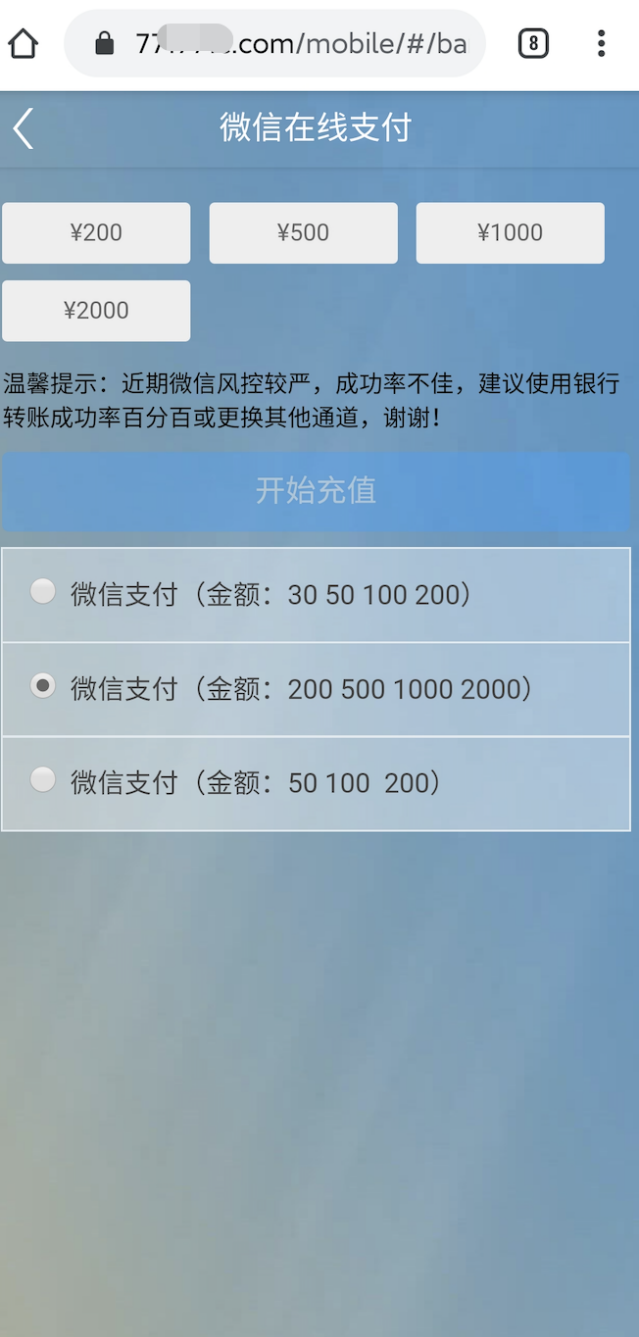 .com/mobile/#/ba
8
微信在线支付
¥200
¥500
¥1000
¥2000
温馨提示：近期微信风控较严，成功率不佳，建议使用银行
转账成功率百分百或更换其他通道，谢谢！
开始充值
微信支付（金额：30 50 100 200）
微信支付（金额：200 500 1000 2000）
微信支付（金额：50 100  200）